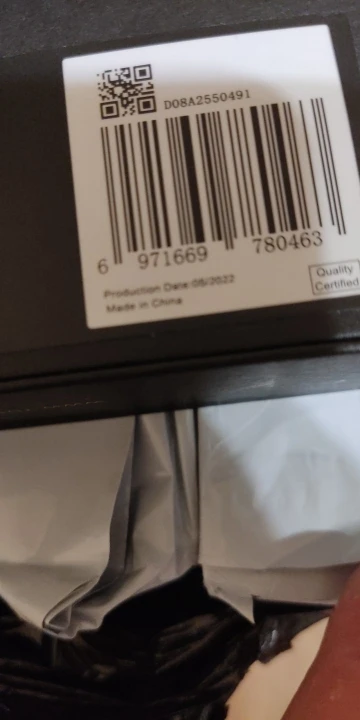 D08A2550491
6 971669 780463
Production Date:05/2022
Made in China
Quality
Certified